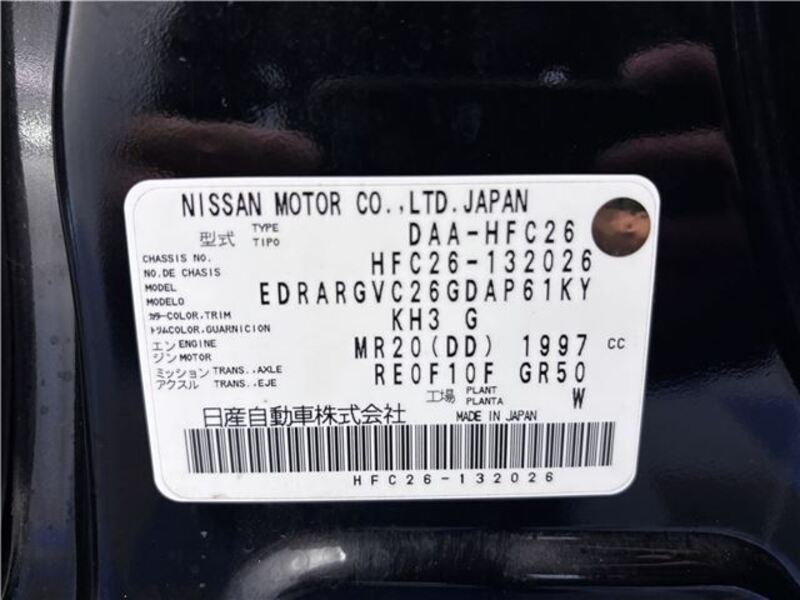 NISSAN MOTOR CO.,LTD.JAPAN
型式 TYPE TIPO DAA-HFC26
CHASSIS NO. NO.DE CHASIS HFC26-132026
MODEL MODELO EDRARGVC26GDAP61KY
カラー COLOR,TRIM トリム COLOR,GUARNICION KH3 G
エンジン ENGINE MOTOR MR20(DD) 1997 CC
ミッション アクスル TRANS.,AXLE TRANS.,EJE RE0F10F GR50
工場 PLANT PLANTA W
日産自動車株式会社 MADE IN JAPAN
HFC26-132026